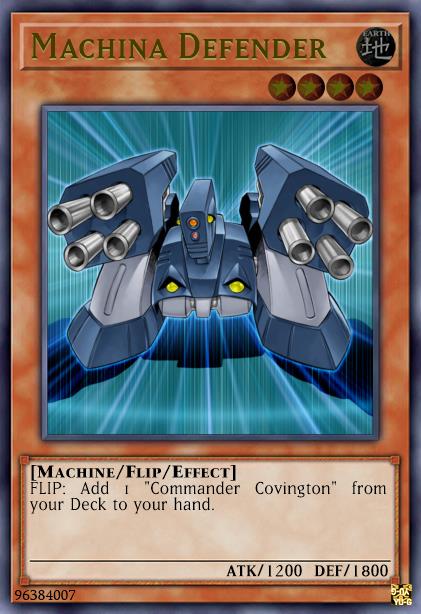 MACHINA DEFENDER
EARTH
地
[MACHINE/FLIP/EFFECT]
FLIP: Add 1 "Commander Covington" from
your Deck to your hand.
ATK/1200 DEF/1800
96384007